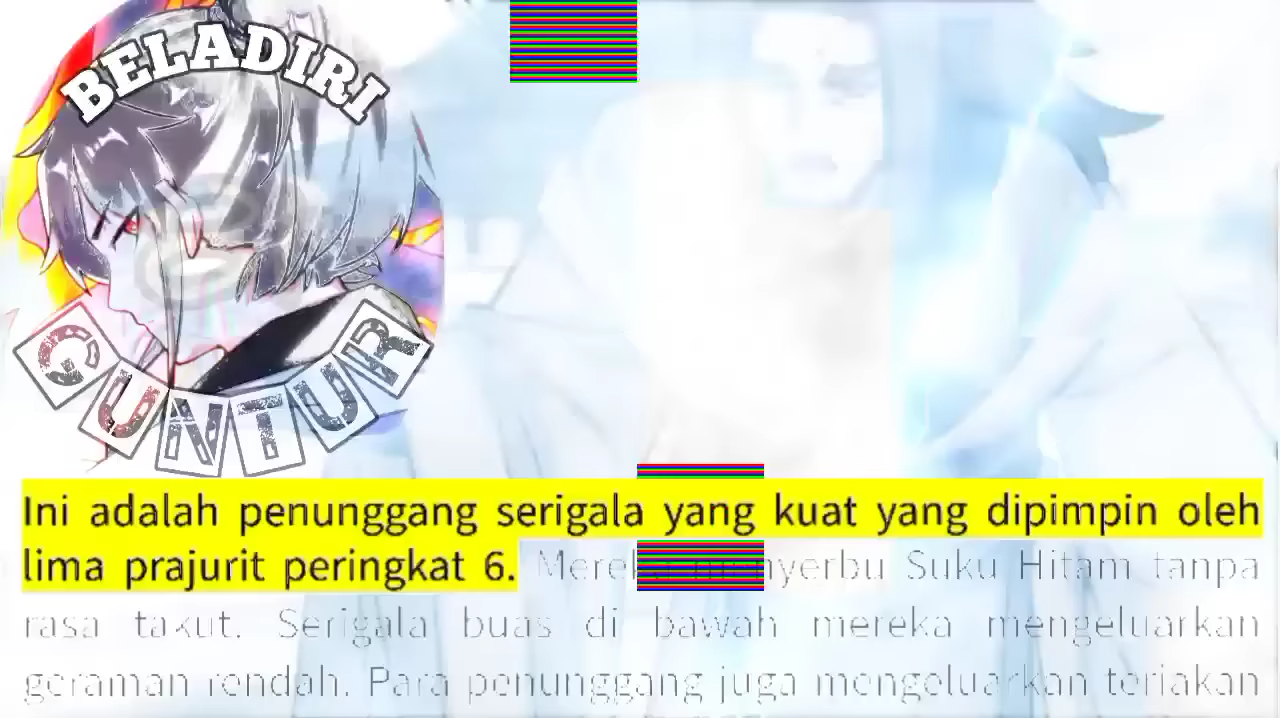 BELADIRI
GUNTUR
Ini adalah penunggang serigala yang kuat yang dipimpin oleh
lima prajurit peringkat 6. Mereka menyerbu Suku Hitam tanpa
rasa takut. Serigala buas di bawah mereka mengeluarkan
geraman rendah. Para penunggang juga mengeluarkan teriakan